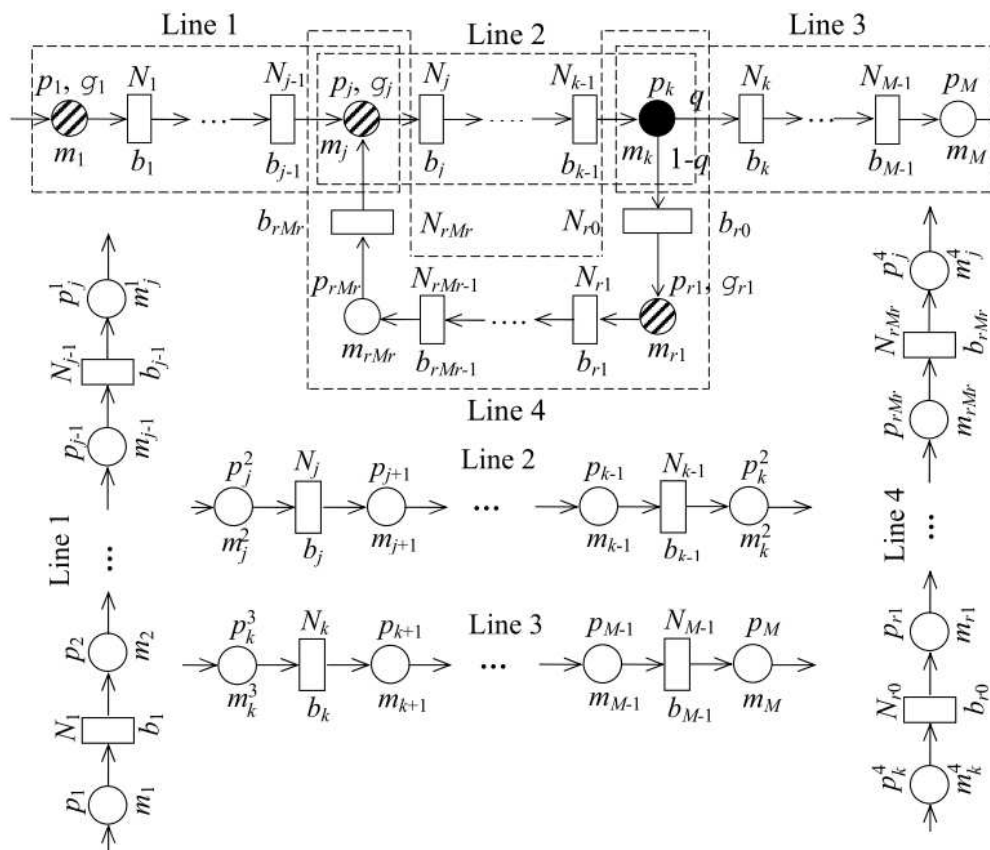 Line 1
Line 2
Line 3
p1, g1 N1 Nj-1 pj, gj Nj Nk-1 pk q Nk NM-1 pM
m1 b1 bj-1 mj bj bk-1 mk 1-q bk bM-1 mM
brMr NrMr Nr0 br0
prMr NrMr-1 Nr1 pr1, gr1
mrMr brMr-1 br1 mr1
Line 4
pj1 mj1
Nj-1 bj-1
pj-1 mj-1
Line 1
p2 m2
N1 b1
p1 m1
pj2 Nj pj+1 Line 2 pk-1 Nk-1 pk2
mj2 bj mj+1 ... mk-1 bk-1 mk2
pk3 Nk pk+1 Line 3 pM-1 NM-1 pM
mk3 bk mk+1 ... mM-1 bM-1 mM
pj4 mj4
NrMr brMr
prMr mrMr
Line 4
pr1 mr1
Nr0 br0
pk4 mk4